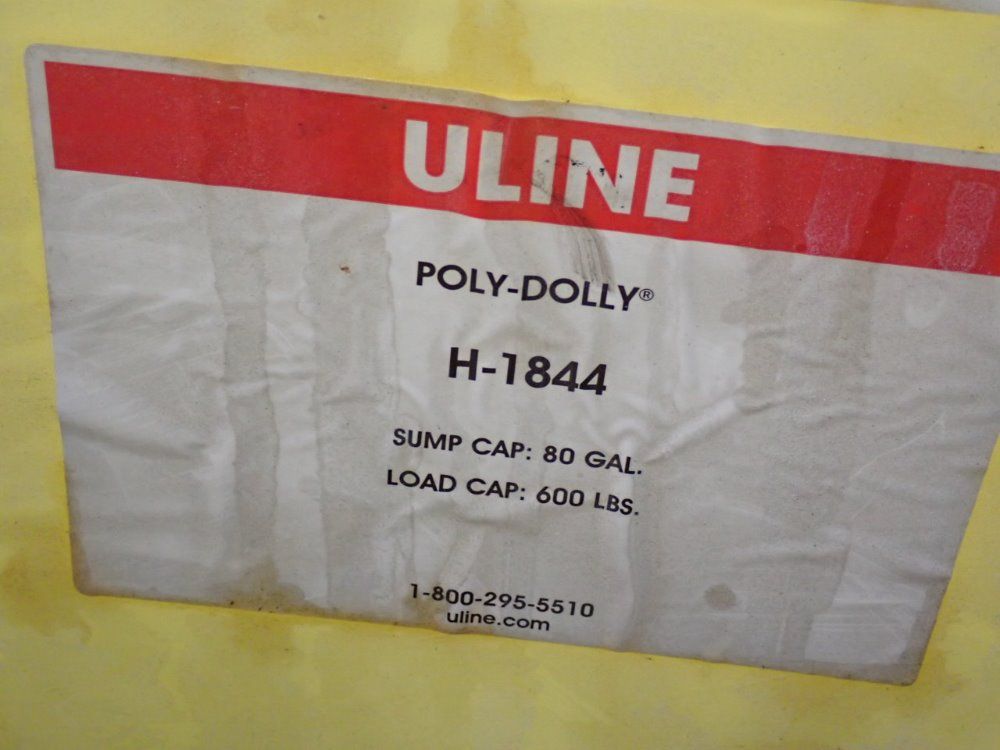 ULINE
POLY-DOLLY®
H-1844
SUMP CAP: 80 GAL.
LOAD CAP: 600 LBS.
1-800-295-5510
uline.com